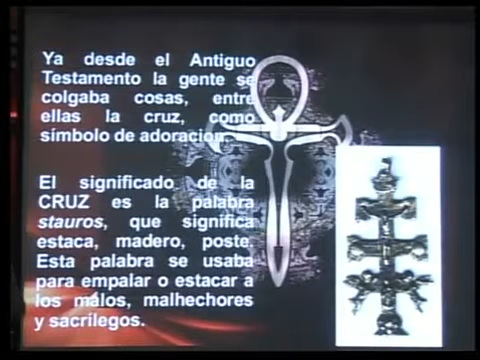 Ya desde el Antiguo
Testamento la gente se
colgaba cosas, entre
ellas la cruz, como
símbolo de adoración.
El significado de la
CRUZ es la palabra
stauros, que significa
estaca, madero, poste.
Esta palabra se usaba
para empalar o estacar a
los malos, malhechores
y sacrílegos.